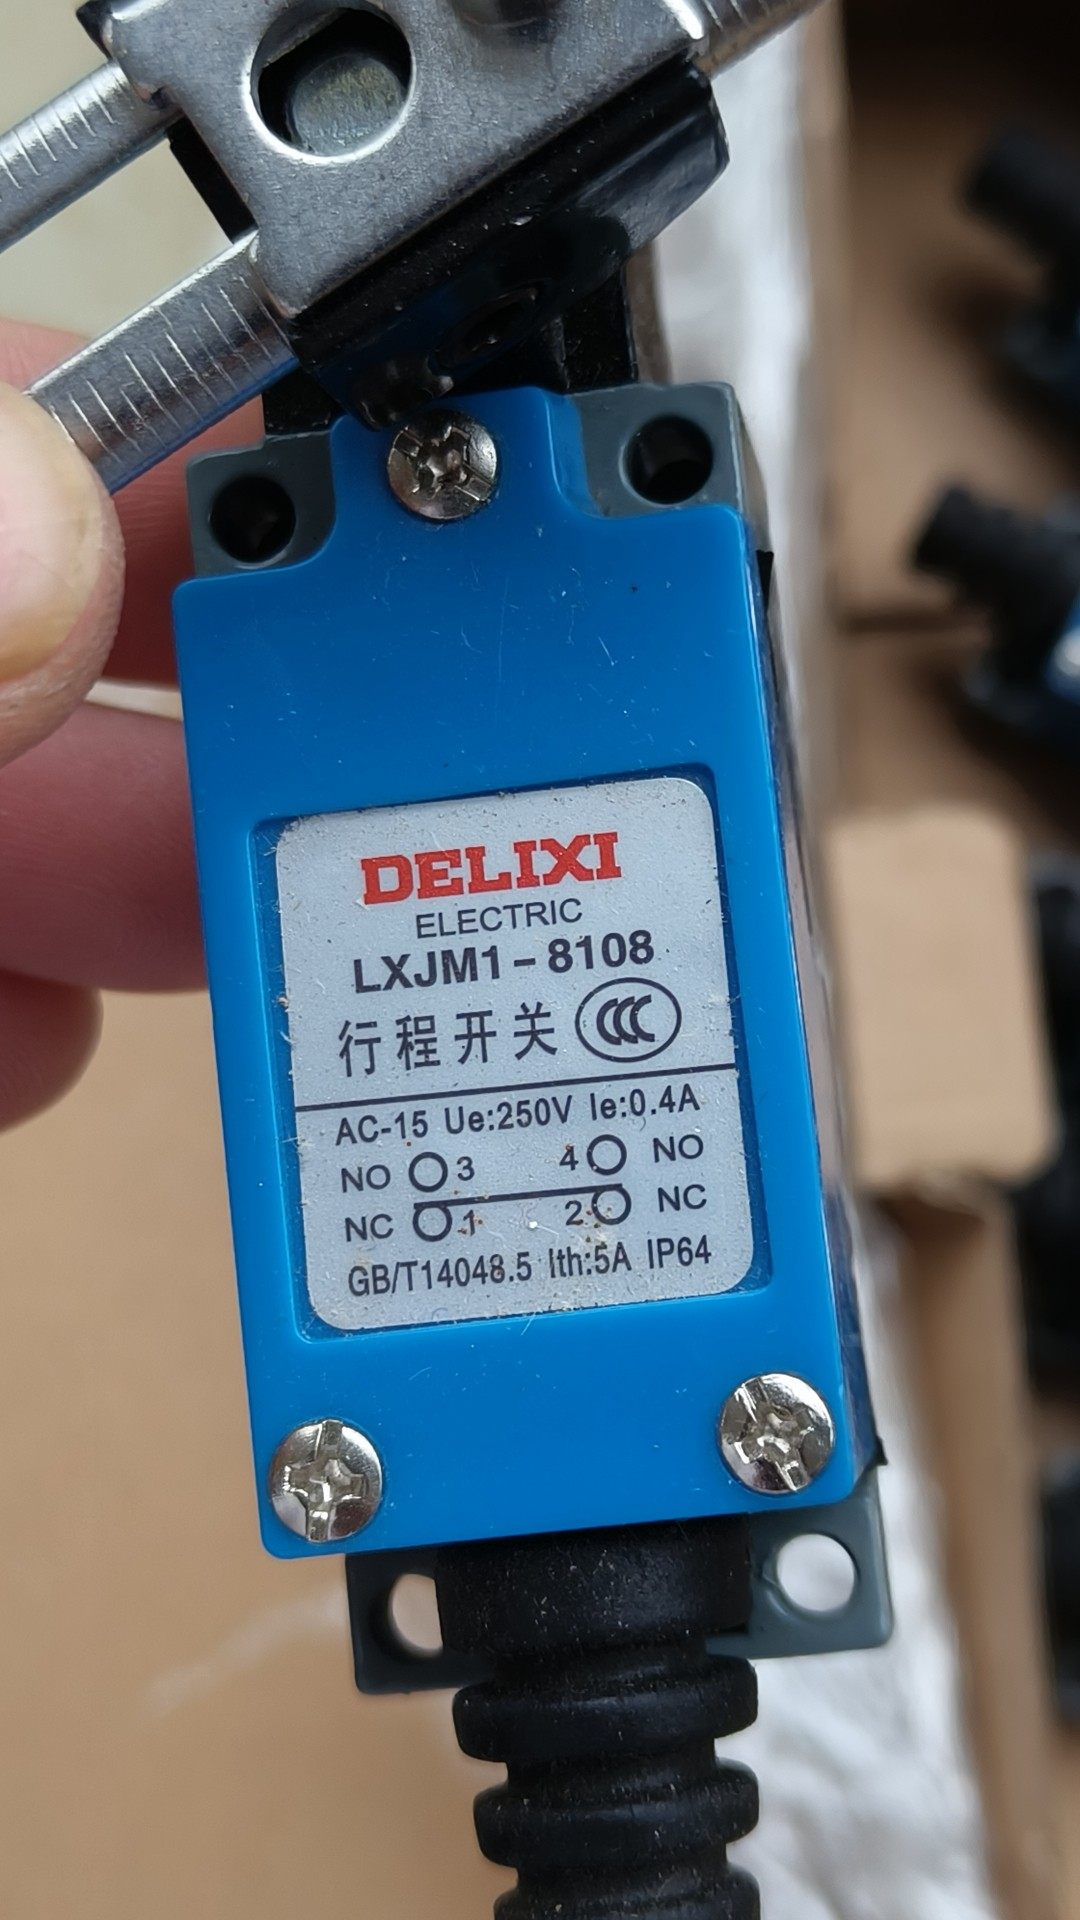 DELIXI
ELECTRIC
LXJM1-8108
行程开关 CCC
AC-15 Ue:250V Ie:0.4A
NO 3 4 NO
NC 1 2 NC
GB/T14048.5 Ith:5A IP64